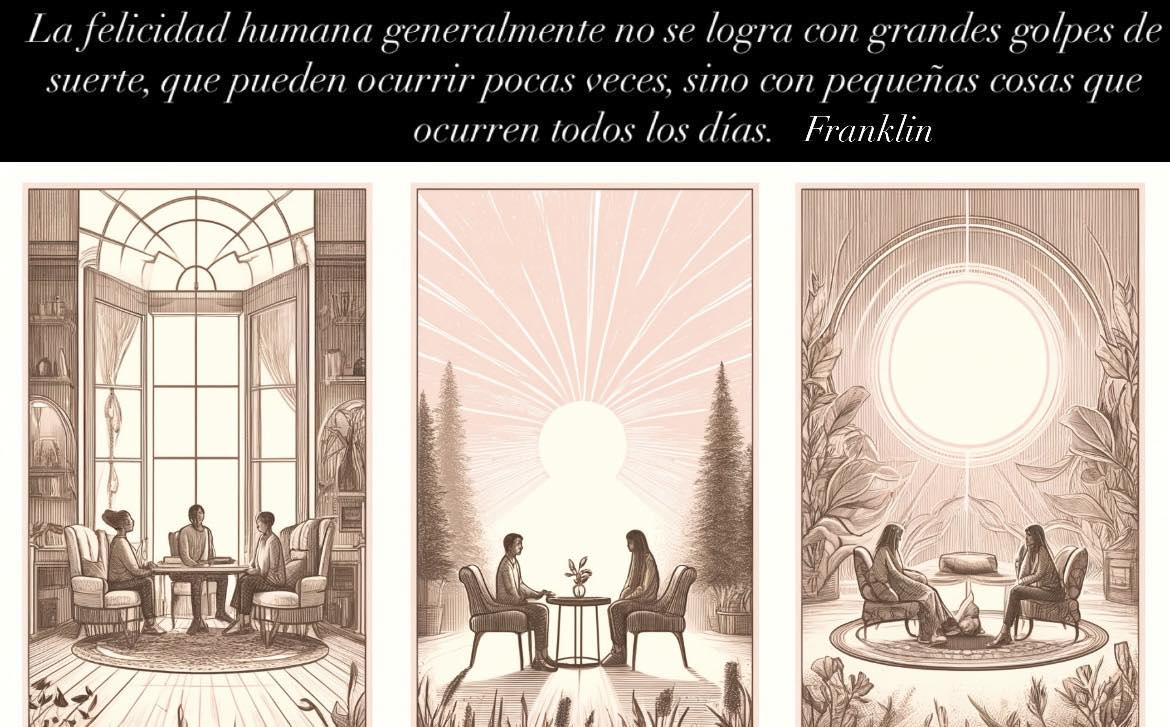 La felicidad humana generalmente no se logra con grandes golpes de
suerte, que pueden ocurrir pocas veces, sino con pequeñas cosas que
ocurren todos los días. Franklin